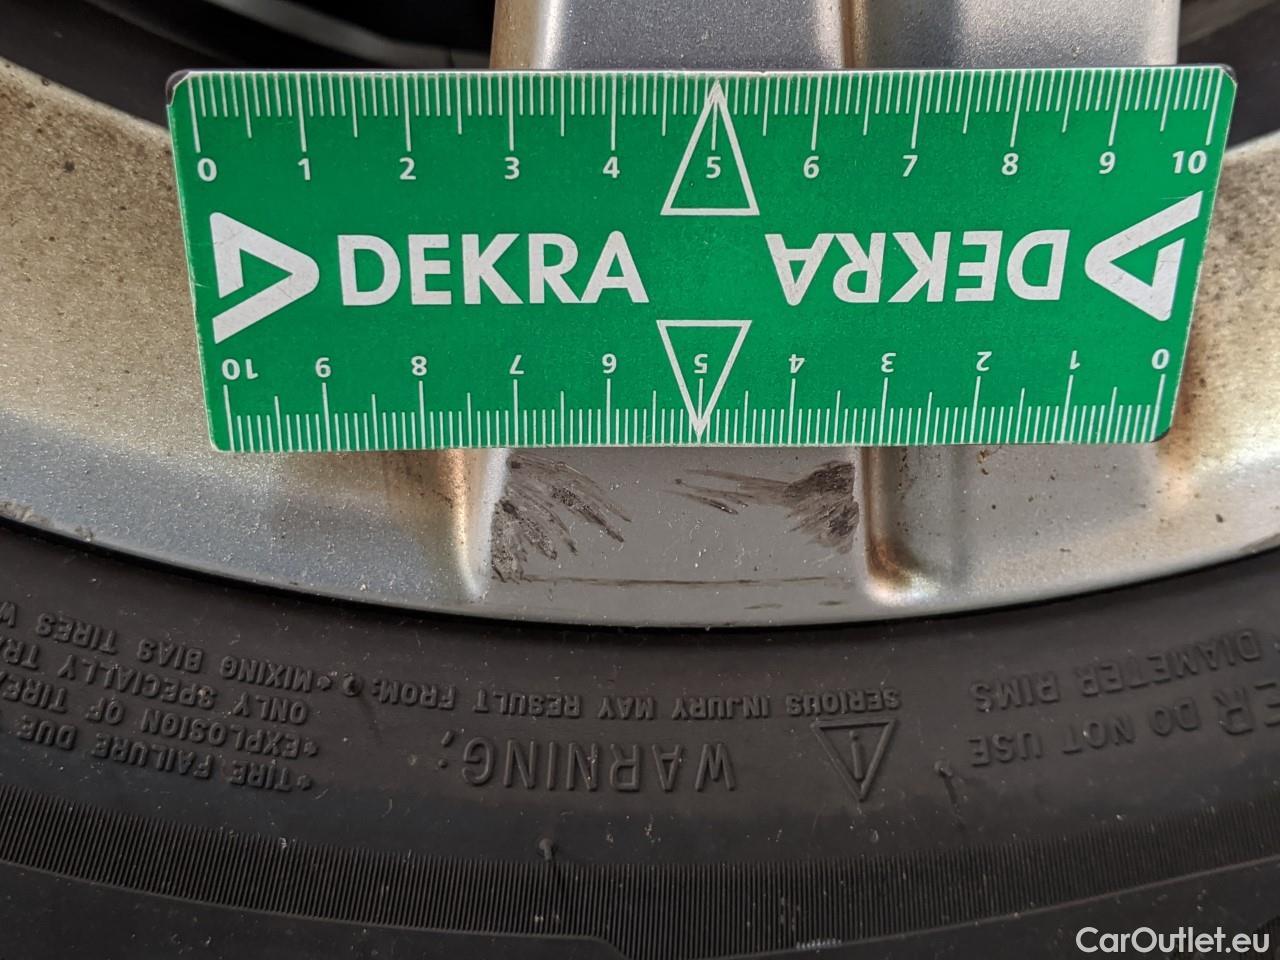 0 1 2 3 4 5 6 7 8 9 10
DEKRA DEKRA
10 9 8 7 6 5 4 3 2 1 0
ER DO NOT USE
DIAMETER RIMS
WARNING:
SERIOUS INJURY MAY RESULT FROM:
•TIRE FAILURE DUE
•EXPLOSION OF TIRE
ONLY SPECIALLY TRA
•MIXING BIAS TIRES W
CarOutlet.eu